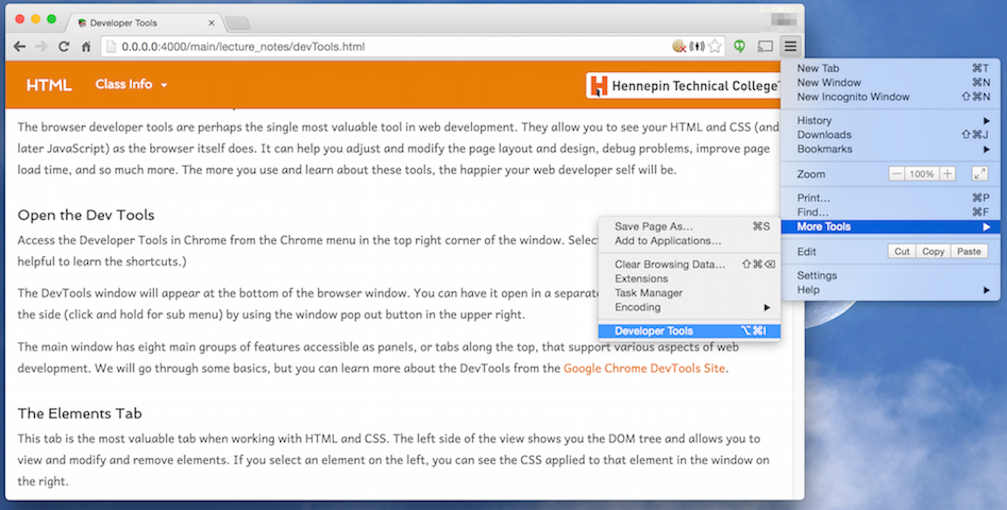 Developer Tools
0.0.0.0:4000/main/lecture_notes/devTools.html
HTML Class Info
Hennepin Technical College
The browser developer tools are perhaps the single most valuable tool in web development. They allow you to see your HTML and CSS (and
later JavaScript) as the browser itself does. It can help you adjust and modify the page layout and design, debug problems, improve page
load time, and so much more. The more you use and learn about these tools, the happier your web developer self will be.
Open the Dev Tools
Access the Developer Tools in Chrome from the Chrome menu in the top right corner of the window. Selec
helpful to learn the shortcuts.)
The DevTools window will appear at the bottom of the browser window. You can have it open in a separat
the side (click and hold for sub menu) by using the window pop out button in the upper right.
The main window has eight main groups of features accessible as panels, or tabs along the top, that support various aspects of web
development. We will go through some basics, but you can learn more about the DevTools from the Google Chrome DevTools Site.
The Elements Tab
This tab is the most valuable tab when working with HTML and CSS. The left side of the view shows you the DOM tree and allows you to
view and modify and remove elements. If you select an element on the left, you can see the CSS applied to that element in the window on
the right.
New Tab ⌘T
New Window ⌘N
New Incognito Window ⇧⌘N
History
Downloads ⇧⌘J
Bookmarks
Zoom − 100% +
Print... ⌘P
Find... ⌘F
More Tools
Edit Cut Copy Paste
Settings
Help
Save Page As... ⌘S
Add to Applications...
Clear Browsing Data... ⇧⌘⌫
Extensions
Task Manager
Encoding
Developer Tools ⌥⌘I